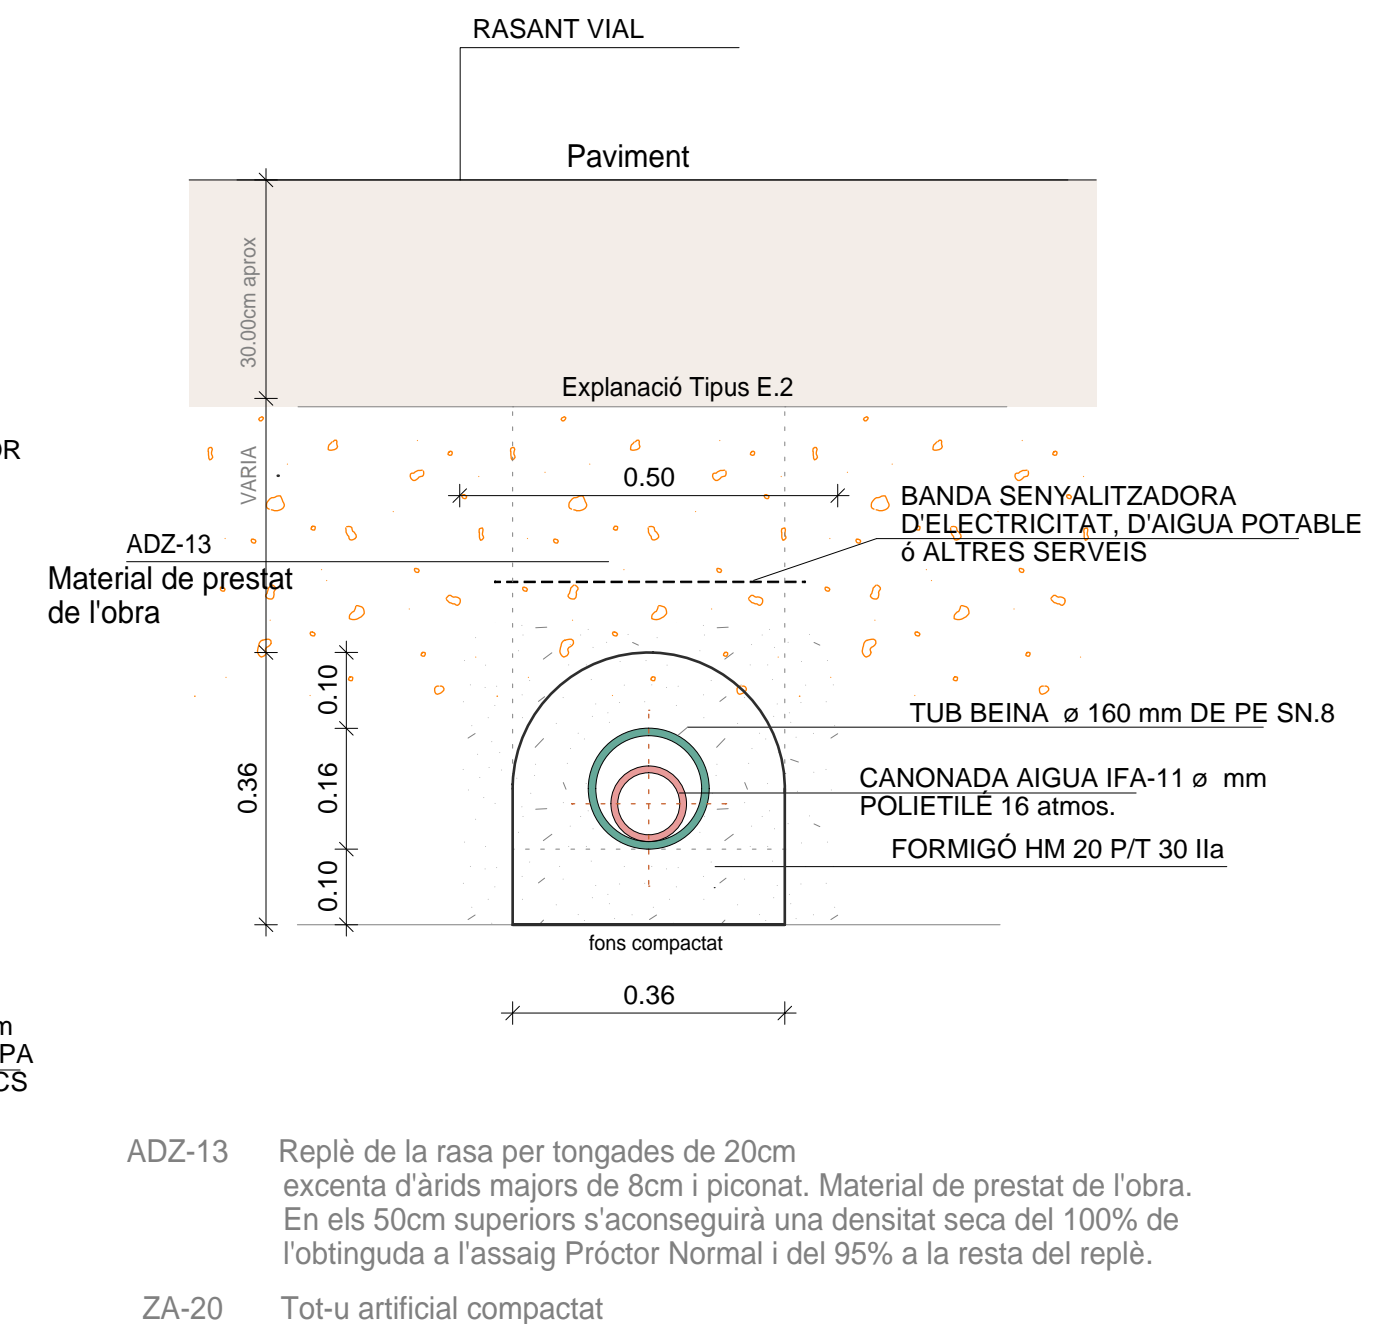 RASANT VIAL
Paviment
30.00cm aprox
Explanació Tipus E.2
VARIA
0.50
BANDA SENYALITZADORA
D'ELECTRICITAT, D'AIGUA POTABLE
ó ALTRES SERVEIS
ADZ-13
Material de prestat
de l'obra
0.10
0.16
0.10
0.36
TUB BEINA ø 160 mm DE PE SN.8
CANONADA AIGUA IFA-11 ø mm
POLIETILÉ 16 atmos.
FORMIGÓ HM 20 P/T 30 IIa
fons compactat
0.36
PA
CS
ADZ-13 Replè de la rasa per tongades de 20cm
excenta d'àrids majors de 8cm i piconat. Material de prestat de l'obra.
En els 50cm superiors s'aconseguirà una densitat seca del 100% de
l'obtinguda a l'assaig Próctor Normal i del 95% a la resta del replè.
ZA-20 Tot-u artificial compactat